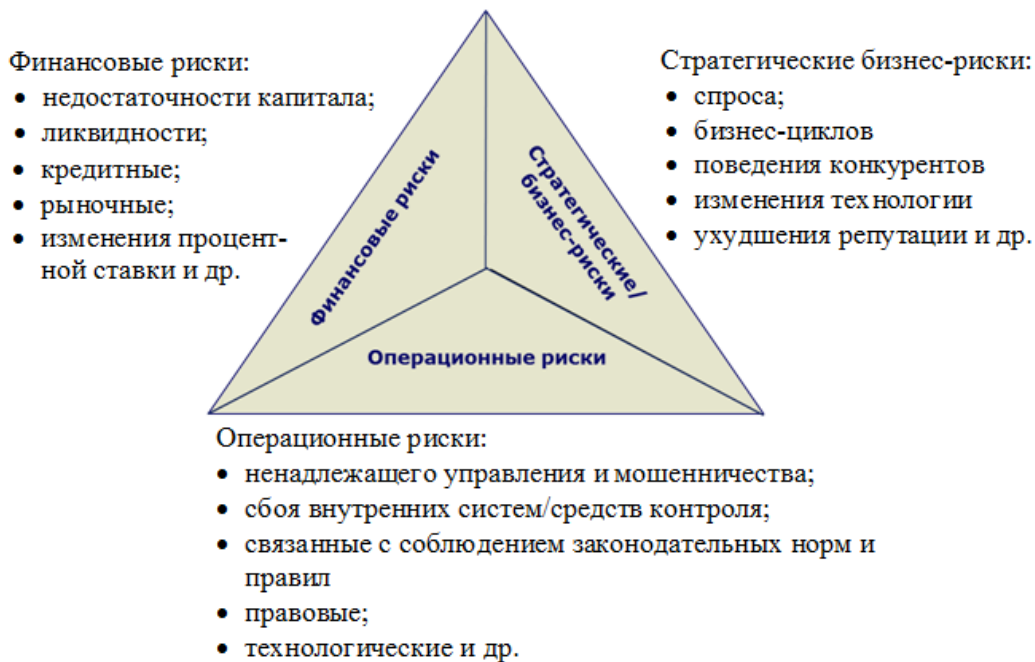 Финансовые риски:
• недостаточности капитала;
• ликвидности;
• кредитные;
• рыночные;
• изменения процент-
ной ставки и др.
Финансовые риски
Стратегические/
бизнес-риски
Операционные риски
Стратегические бизнес-риски:
• спроса;
• бизнес-циклов
• поведения конкурентов
• изменения технологии
• ухудшения репутации и др.
Операционные риски:
• ненадлежащего управления и мошенничества;
• сбоя внутренних систем/средств контроля;
• связанные с соблюдением законодательных норм и
правил
• правовые;
• технологические и др.